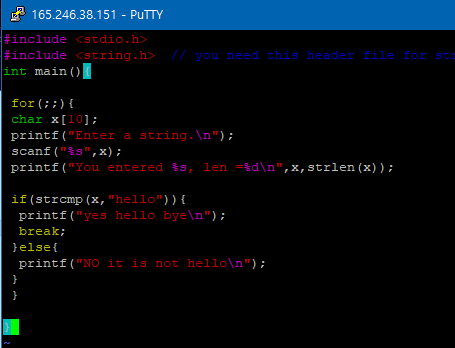 165.246.38.151 - PuTTY
#include <stdio.h>
#include <string.h>  // you need this header file for
int main(){
for(;;){
char x[10];
printf("Enter a string.\n");
scanf("%s",x);
printf("You entered %s, len =%d\n",x,strlen(x));
if(strcmp(x,"hello")){
printf("yes hello bye\n");
break;
}else{
printf("NO it is not hello\n");
}
}
}
~